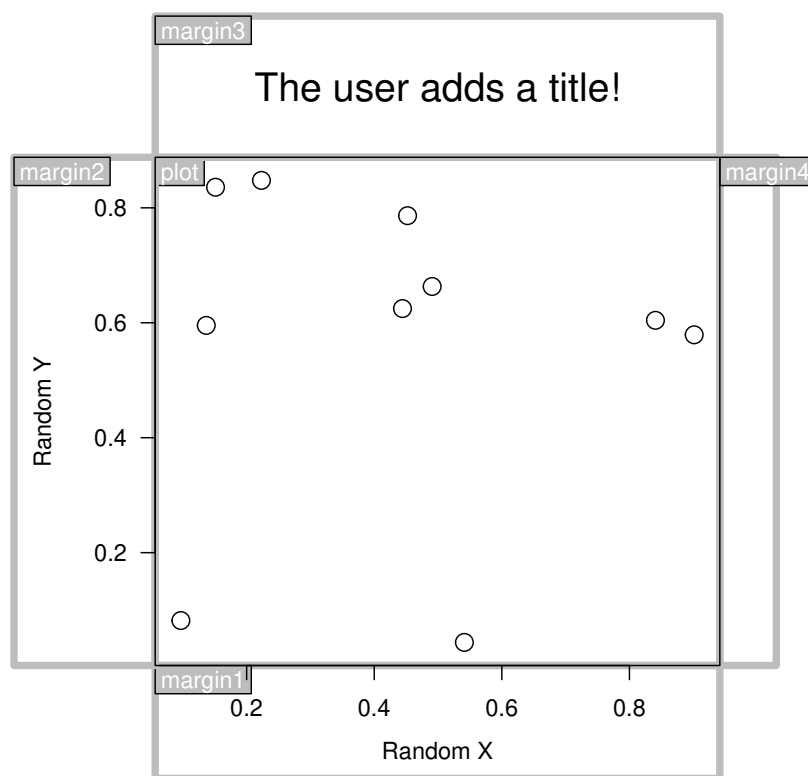 margin3
The user adds a title!
margin2
plot
margin4
0.8
0.6
0.4
0.2
Random Y
margin1
0.2 0.4 0.6 0.8
Random X